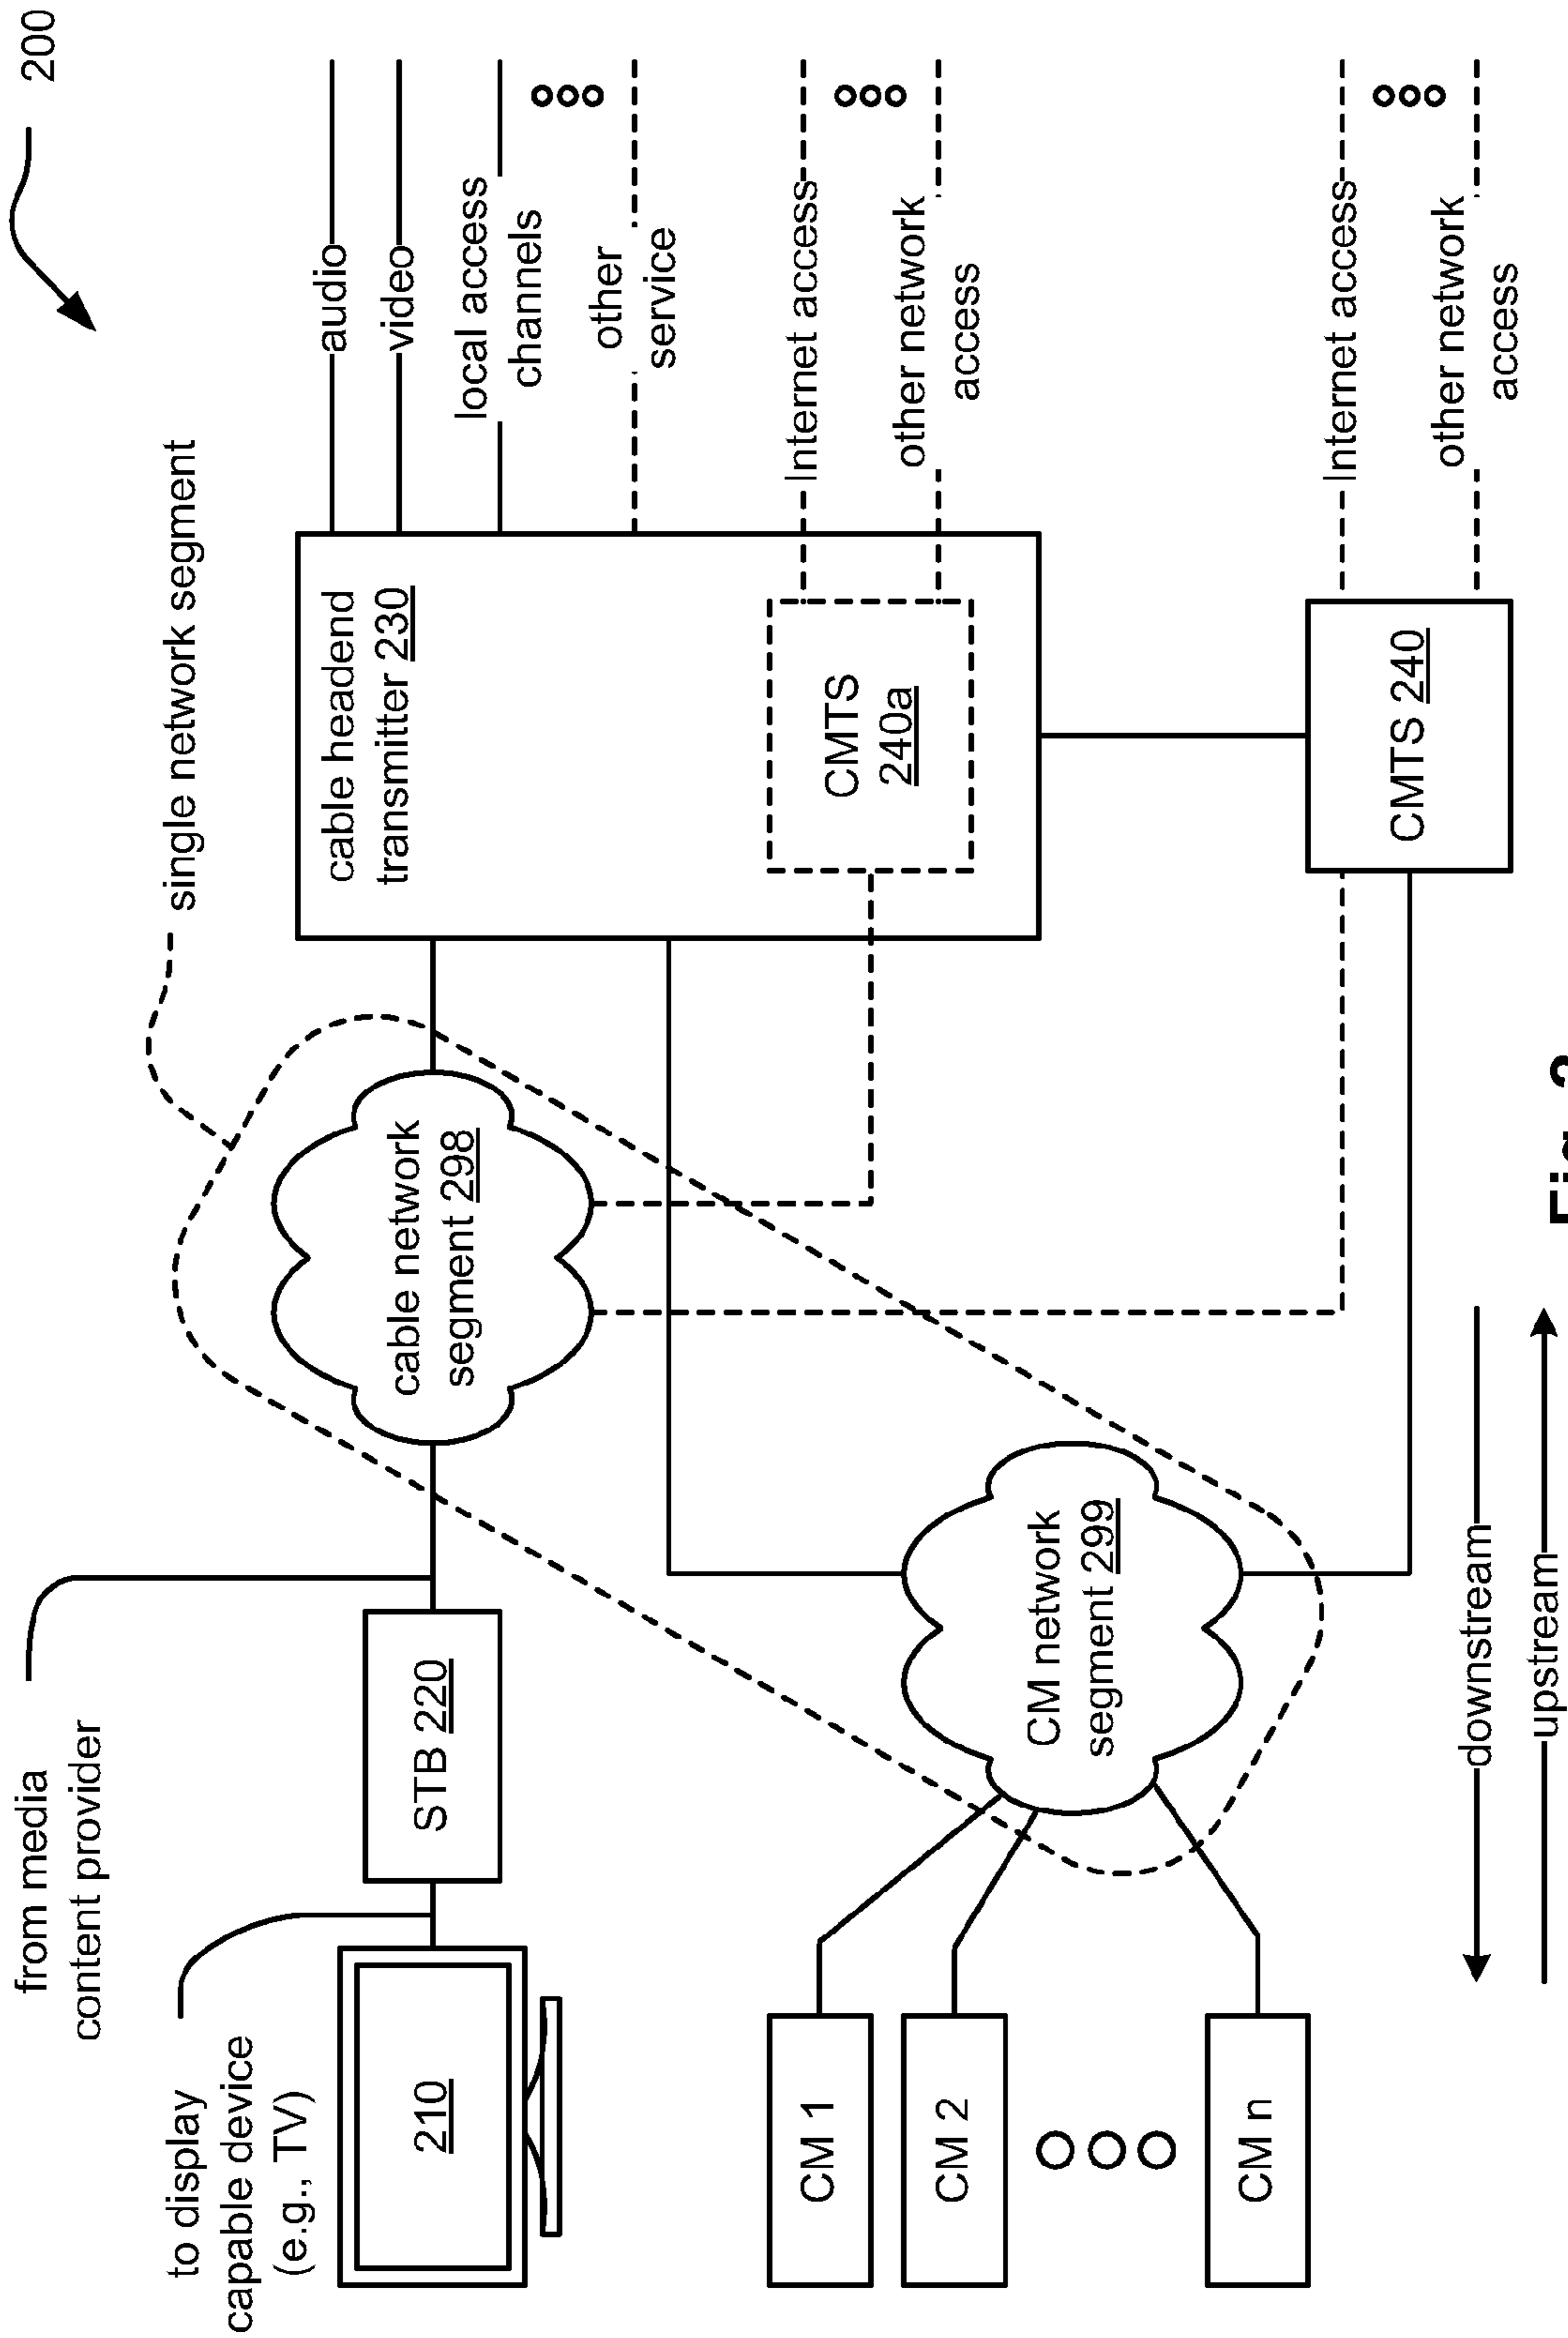 200
from media
content provider
to display
capable device
(e.g., TV)
single network segment
210
STB 220
cable network
segment 298
cable headend
transmitter 230
audio
video
local access
channels
other
service
CMTS
240a
Internet access
other network
access
CM 1
CM 2
CM n
CM network
segment 299
CMTS 240
Internet access
other network
access
downstream
upstream